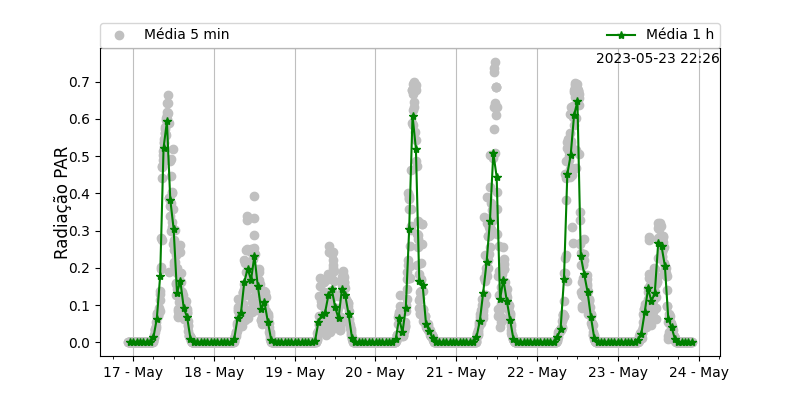 Média 5 min
Média 1 h
2023-05-23 22:26
Radiação PAR
0.7
0.6
0.5
0.4
0.3
0.2
0.1
0.0
17 - May 18 - May 19 - May 20 - May 21 - May 22 - May 23 - May 24 - May